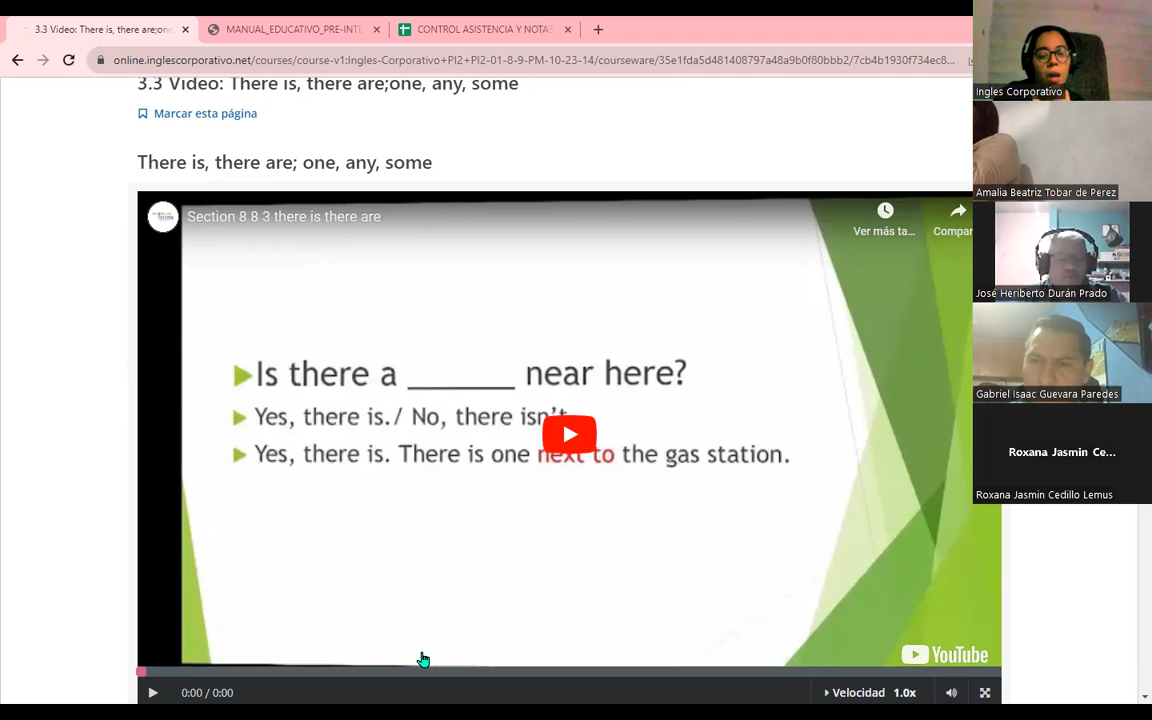 3.3 Video: There is, there are;one
MANUAL_EDUCATIVO_PRE-INTE
CONTROL ASISTENCIA Y NOTAS
online.inglescorporativo.net/courses/course-v1:Ingles-Corporativo+PI2+PI2-01-8-9-PM-10-23-14/courseware/35e1fda5d481408797a48a9b0f80bbb2/7cb4b1930f734ec8...
3.3 Video: There is, there are;one, any, some
Marcar esta página
There is, there are; one, any, some
Section 8 8 3 there is there are
Ver más ta...
Compar
Is there a ______ near here?
Yes, there is./ No, there isn't
Yes, there is. There is one next to the gas station.
YouTube
0:00 / 0:00
Velocidad 1.0x
Ingles Corporativo
Amalia Beatriz Tobar de Perez
José Heriberto Durán Prado
Gabriel Isaac Guevara Paredes
Roxana Jasmin Ce...
Roxana Jasmin Cedillo Lemus